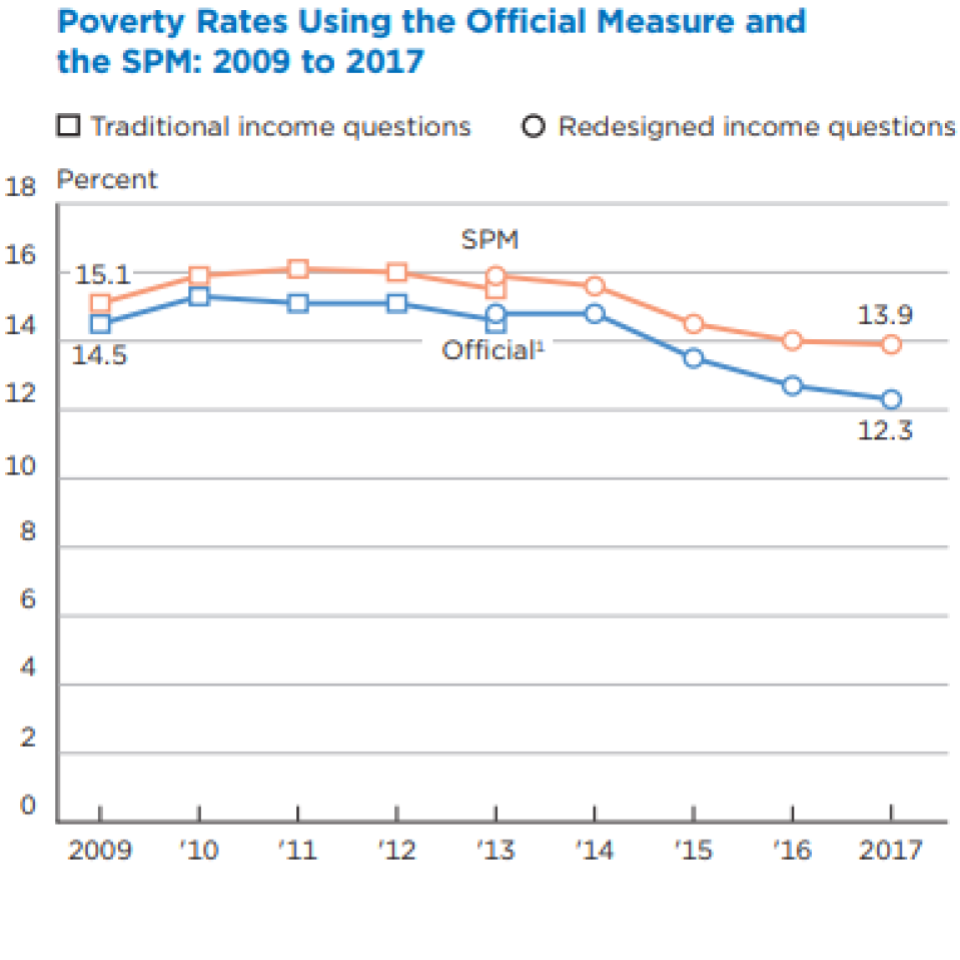 Poverty Rates Using the Official Measure and
the SPM: 2009 to 2017
Traditional income questions
Redesigned income questions
Percent
18
16
14
12
10
8
6
4
2
0
SPM
15.1
14.5
Official¹
13.9
12.3
2009 '10 '11 '12 '13 '14 '15 '16 2017